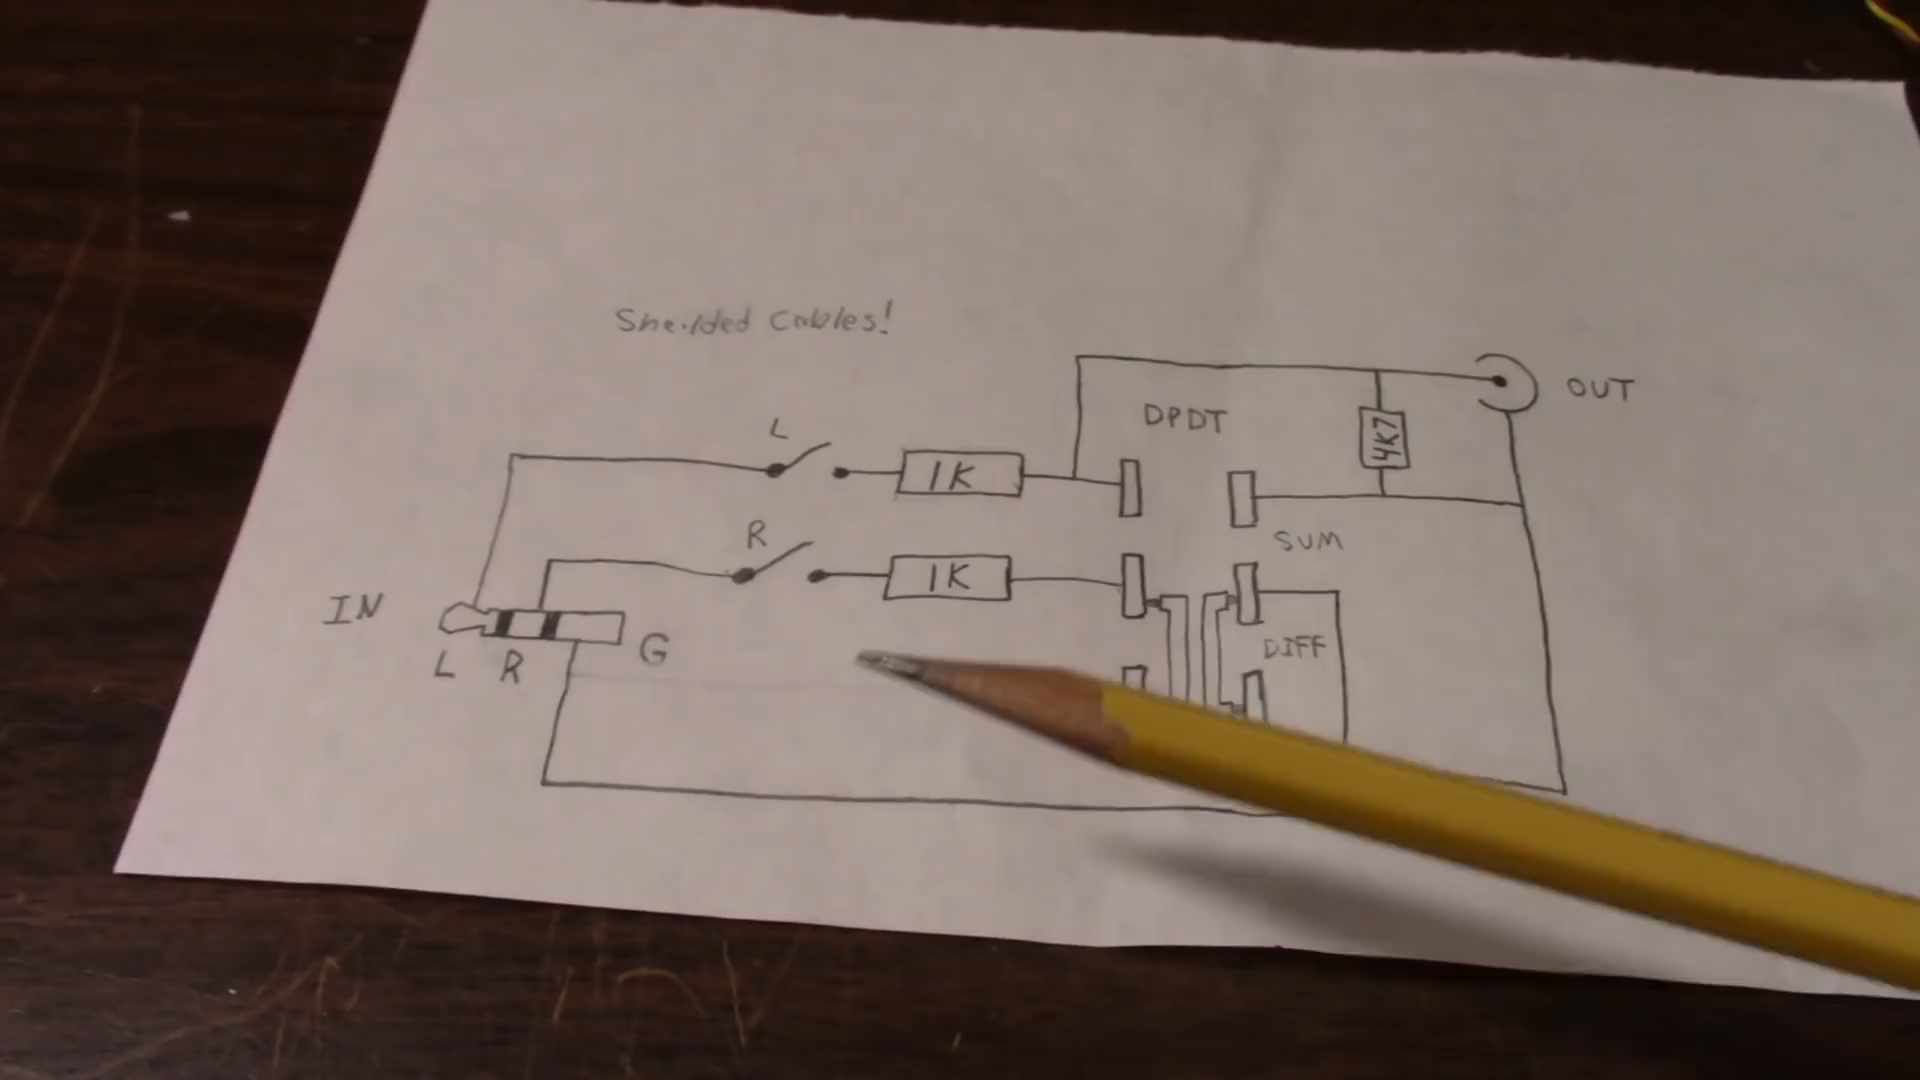 Sheilded Cables!
OUT
DPDT
L
4K7
1K
SUM
R
1K
IN
DIFF
L R G